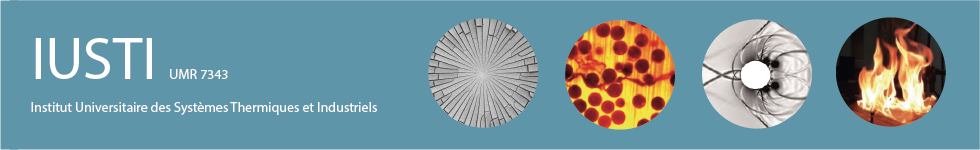 IUSTI UMR 7343
Institut Universitaire des Systèmes Thermiques et Industriels